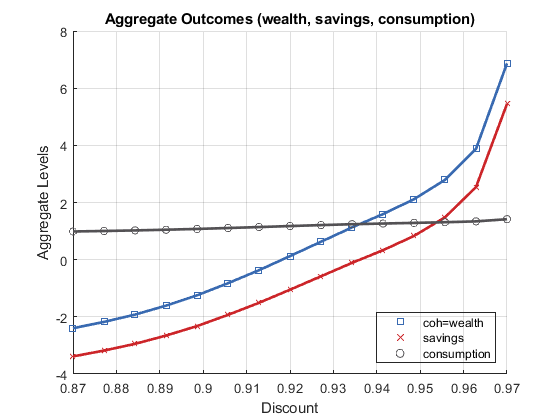 Aggregate Outcomes (wealth, savings, consumption)
8
6
4
2
0
-2
-4
Aggregate Levels
coh=wealth
savings
consumption
0.87 0.88 0.89 0.9 0.91 0.92 0.93 0.94 0.95 0.96 0.97
Discount